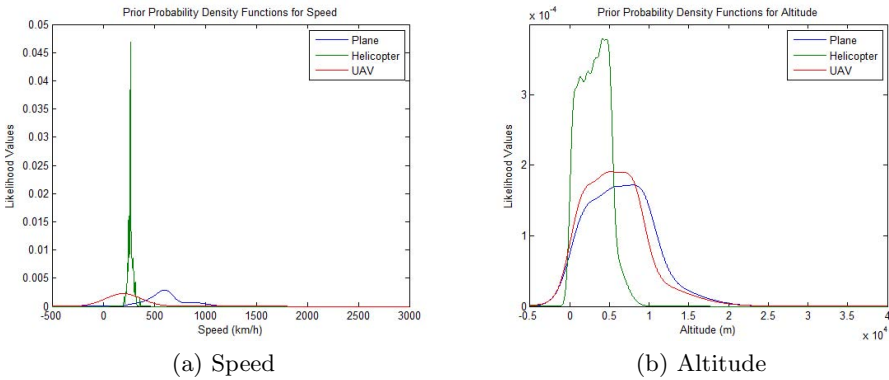 Prior Probability Density Functions for Speed
0.05
0.045
0.04
0.035
0.03
0.025
0.02
0.015
0.01
0.005
0
Likelihood Values
Plane
Helicopter
UAV
-500 0 500 1000 1500 2000 2500 3000
Speed (km/h)
(a) Speed
x 10^-4
Prior Probability Density Functions for Altitude
3
2
1
0
Likelihood Values
Plane
Helicopter
UAV
-0.5 0 0.5 1 1.5 2 2.5 3 3.5 4
Altitude (m)
x 10^4
(b) Altitude